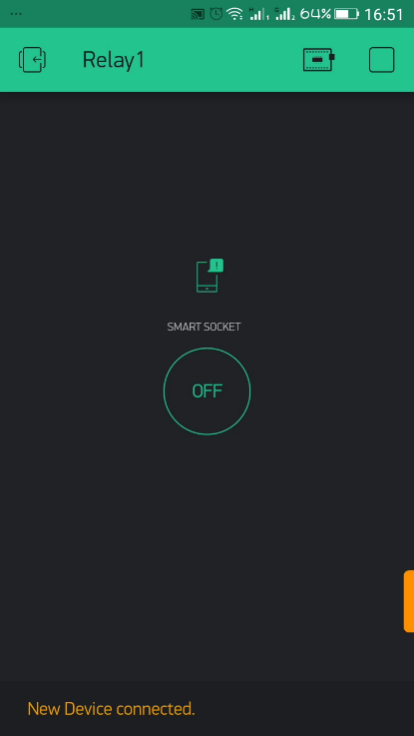 64% 16:51
Relay1
SMART SOCKET
OFF
New Device connected.